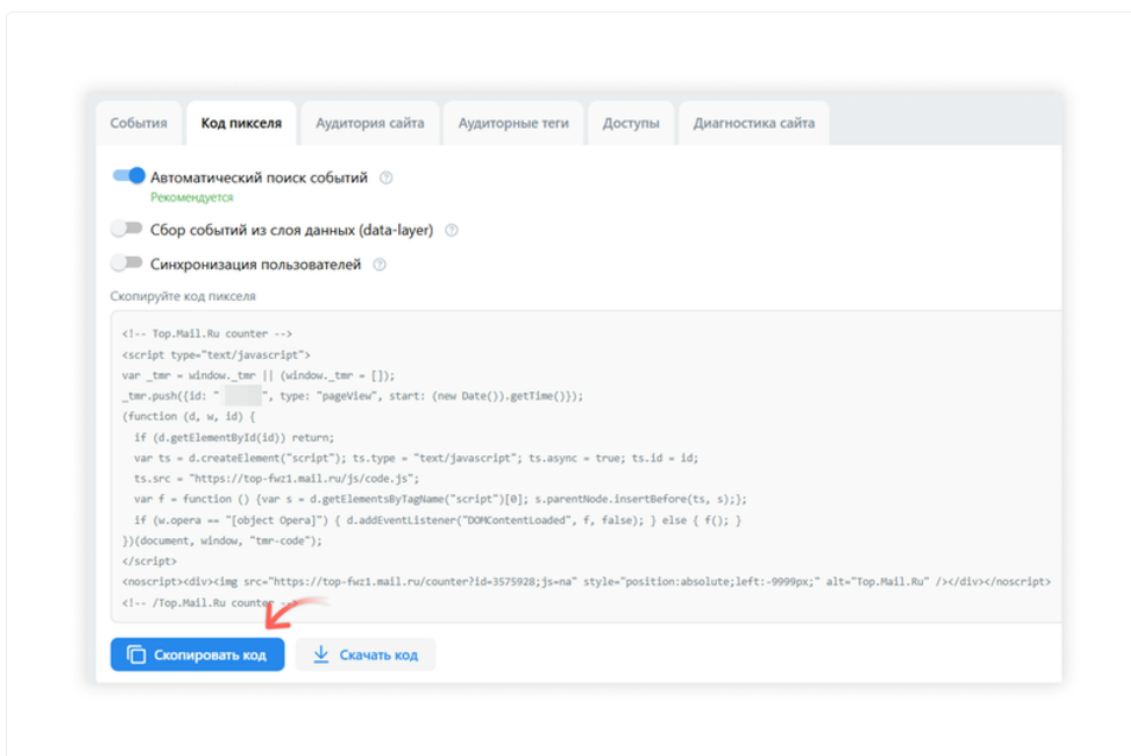 События Код пикселя Аудитория сайта Аудиторные теги Доступы Диагностика сайта
Автоматический поиск событий ?
Рекомендуется
Сбор событий из слоя данных (data-layer) ?
Синхронизация пользователей ?
Скопируйте код пикселя
<!-- Top.Mail.Ru counter -->
<script type="text/javascript">
var _tmr = window._tmr || (window._tmr = []);
_tmr.push({id: " ", type: "pageView", start: (new Date()).getTime()});
(function (d, w, id) {
if (d.getElementById(id)) return;
var ts = d.createElement("script"); ts.type = "text/javascript"; ts.async = true; ts.id = id;
ts.src = "https://top-fwz1.mail.ru/js/code.js";
var f = function () {var s = d.getElementsByTagName("script")[0]; s.parentNode.insertBefore(ts, s);};
if (w.opera == "[object Opera]") { d.addEventListener("DOMContentLoaded", f, false); } else { f(); }
})(document, window, "tmr-code");
</script>
<noscript><div><img src="https://top-fwz1.mail.ru/counter?id=3575928;js=na" style="position:absolute;left:-9999px;" alt="Top.Mail.Ru" /></div></noscript>
<!-- /Top.Mail.Ru counter -->
Скопировать код Скачать код